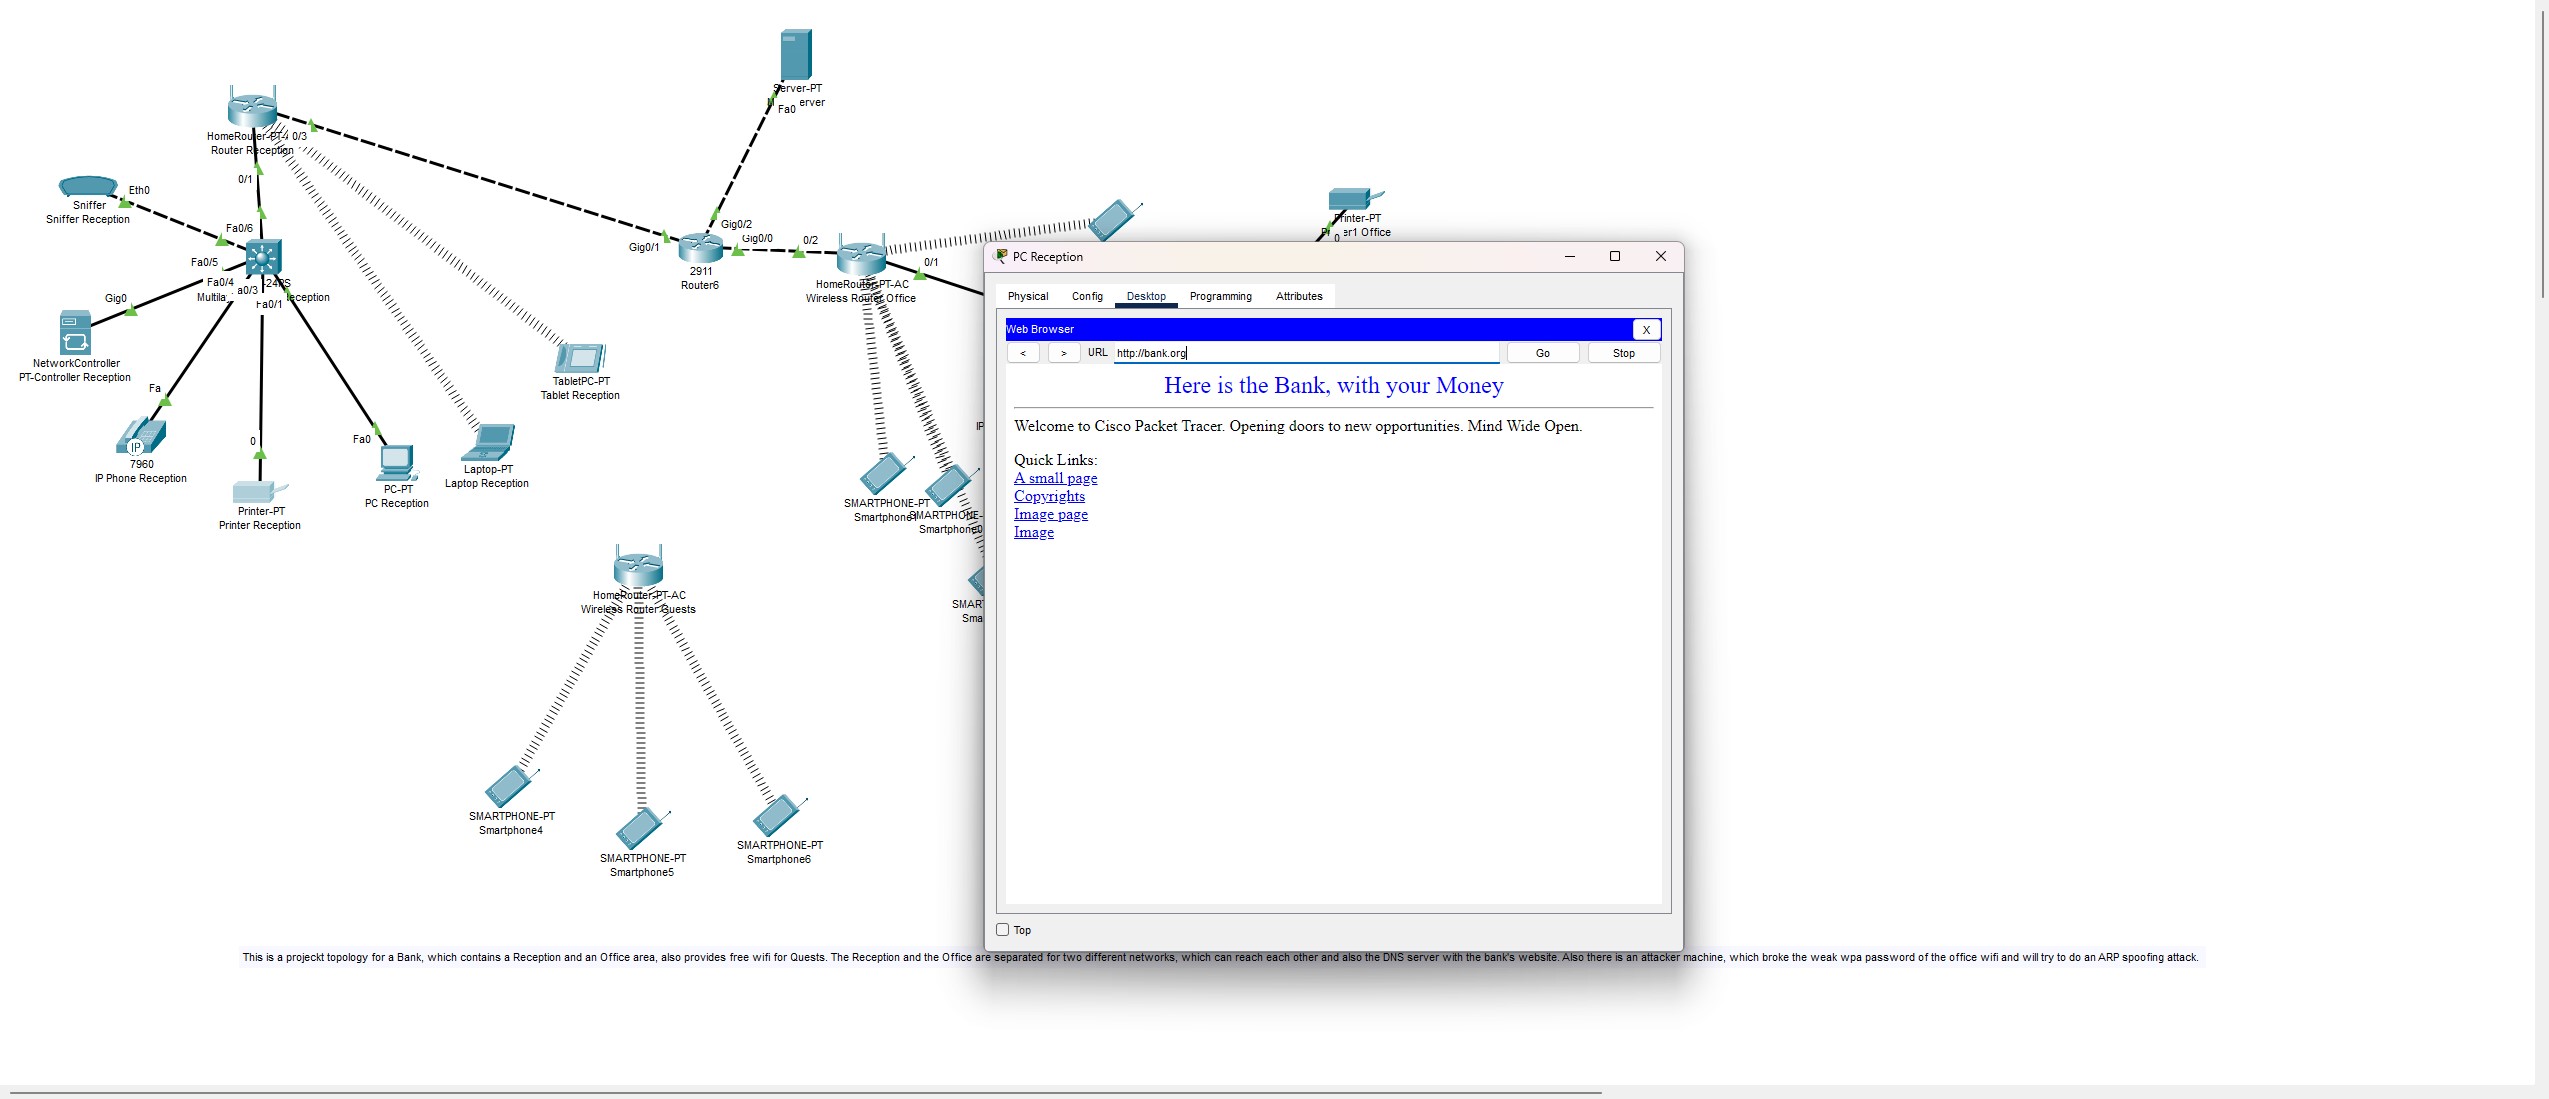 Server-PT
erver
Fa0
HomeRouter-PT-
0/3
Router Reception
0/1
Eth0
Sniffer
Sniffer Reception
Fa0/6
Fa0/5
Fa0/4
a0/3
-24PS
Multila
eception
Fa0/1
Gig0
NetworkController
PT-Controller Reception
Fa
7960
IP Phone Reception
IP
0
Printer-PT
Printer Reception
Fa0
PC-PT
PC Reception
Laptop-PT
Laptop Reception
TabletPC-PT
Tablet Reception
Gig0/1
Gig0/2
Gig0/0
2911
Router6
0/2
0/1
HomeRouter-PT-AC
Wireless Router Office
Printer-PT
er1 Office
0
IP
SMARTPHONE-PT
Smartphone1
SMARTPHONE-
Smartphone0
SMAR
Sma
HomeRouter-PT-AC
Wireless Router Guests
SMARTPHONE-PT
Smartphone4
SMARTPHONE-PT
Smartphone5
SMARTPHONE-PT
Smartphone6
PC Reception
Physical Config Desktop Programming Attributes
Web Browser
X
< > URL http://bank.org Go Stop
Here is the Bank, with your Money
Welcome to Cisco Packet Tracer. Opening doors to new opportunities. Mind Wide Open.
Quick Links:
A small page
Copyrights
Image page
Image
Top
This is a projeckt topology for a Bank, which contains a Reception and an Office area, also provides free wifi for Quests. The Reception and the Office are separated for two different networks, which can reach each other and also the DNS server with the bank's website. Also there is an attacker machine, which broke the weak wpa password of the office wifi and will try to do an ARP spoofing attack.